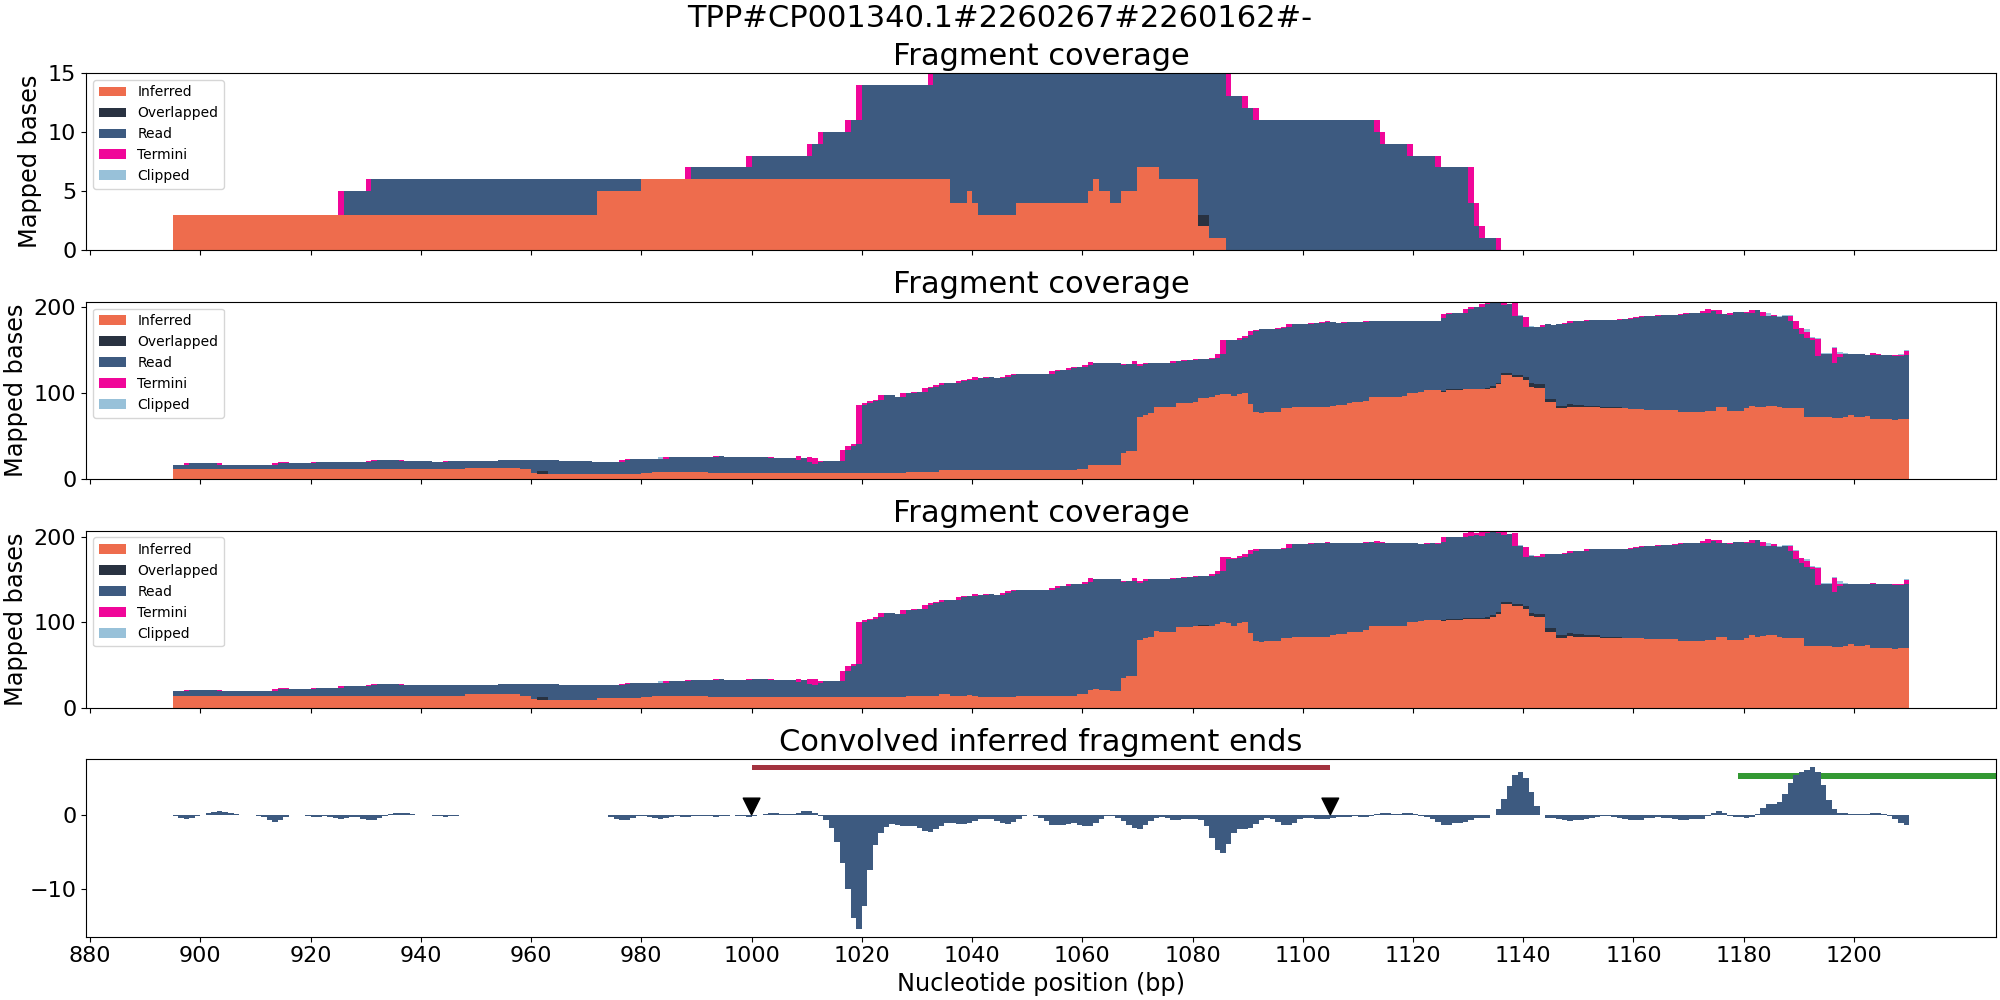 TPP#CP001340.1#2260267#2260162#-
Fragment coverage
Mapped bases
15
10
5
0
Inferred
Overlapped
Read
Termini
Clipped
Fragment coverage
Mapped bases
200
100
0
Inferred
Overlapped
Read
Termini
Clipped
Fragment coverage
Mapped bases
200
100
0
Inferred
Overlapped
Read
Termini
Clipped
Convolved inferred fragment ends
0
−10
880 900 920 940 960 980 1000 1020 1040 1060 1080 1100 1120 1140 1160 1180 1200
Nucleotide position (bp)